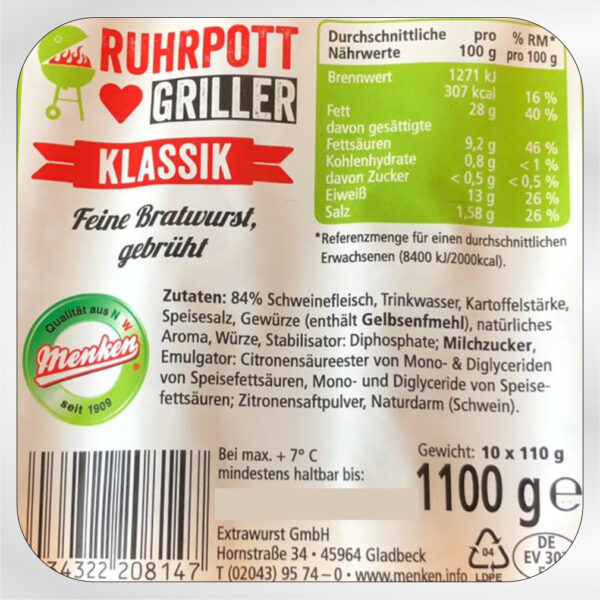 RUHRPOTT
GRILLER
KLASSIK
Feine Bratwurst,
gebrüht
Durchschnittliche pro % RM*
Nährwerte 100 g pro 100 g
Brennwert 1271 kJ
307 kcal 16 %
Fett 28 g 40 %
davon gesättigte
Fettsäuren 9,2 g 46 %
Kohlenhydrate 0,8 g < 1 %
davon Zucker < 0,5 g < 0,5 %
Eiweiß 13 g 26 %
Salz 1,58 g 26 %
*Referenzmenge für einen durchschnittlichen
Erwachsenen (8400 kJ/2000kcal).
Qualität aus NW
Menken
seit 1909
Zutaten: 84% Schweinefleisch, Trinkwasser, Kartoffelstärke,
Speisesalz, Gewürze (enthält Gelbsenfmehl), natürliches
Aroma, Würze, Stabilisator: Diphosphate; Milchzucker,
Emulgator: Citronensäureester von Mono- & Diglyceriden
von Speisefettsäuren, Mono- und Diglyceride von Speise-
fettsäuren; Zitronensaftpulver, Naturdarm (Schwein).
Bei max. + 7° C
mindestens haltbar bis:
Gewicht: 10 x 110 g
1100 g e
Extrawurst GmbH
Hornstraße 34 • 45964 Gladbeck
T (02043) 95 74 – 0 • www.menken.info
74322 208147
04
LDPE
DE
EV 30